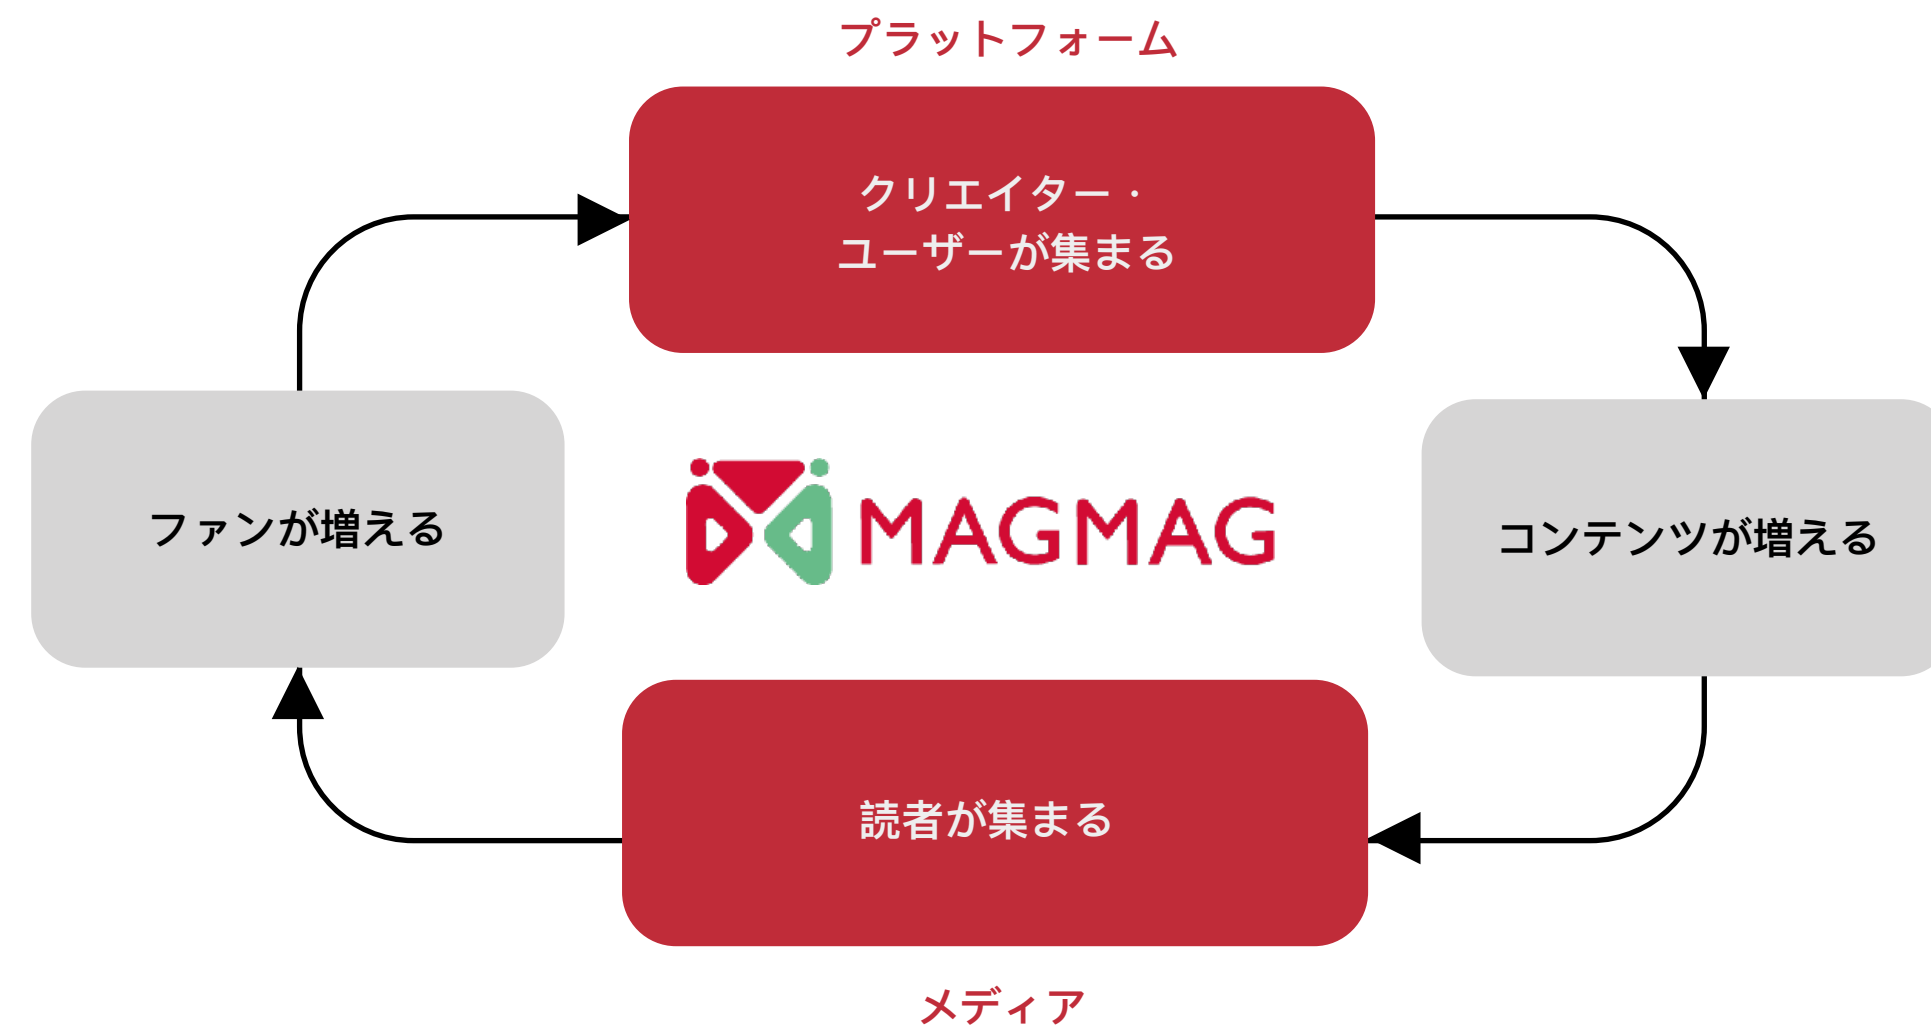 プラットフォーム
クリエイター・
ユーザーが集まる
ファンが増える
MAGMAG
コンテンツが増える
読者が集まる
メディア